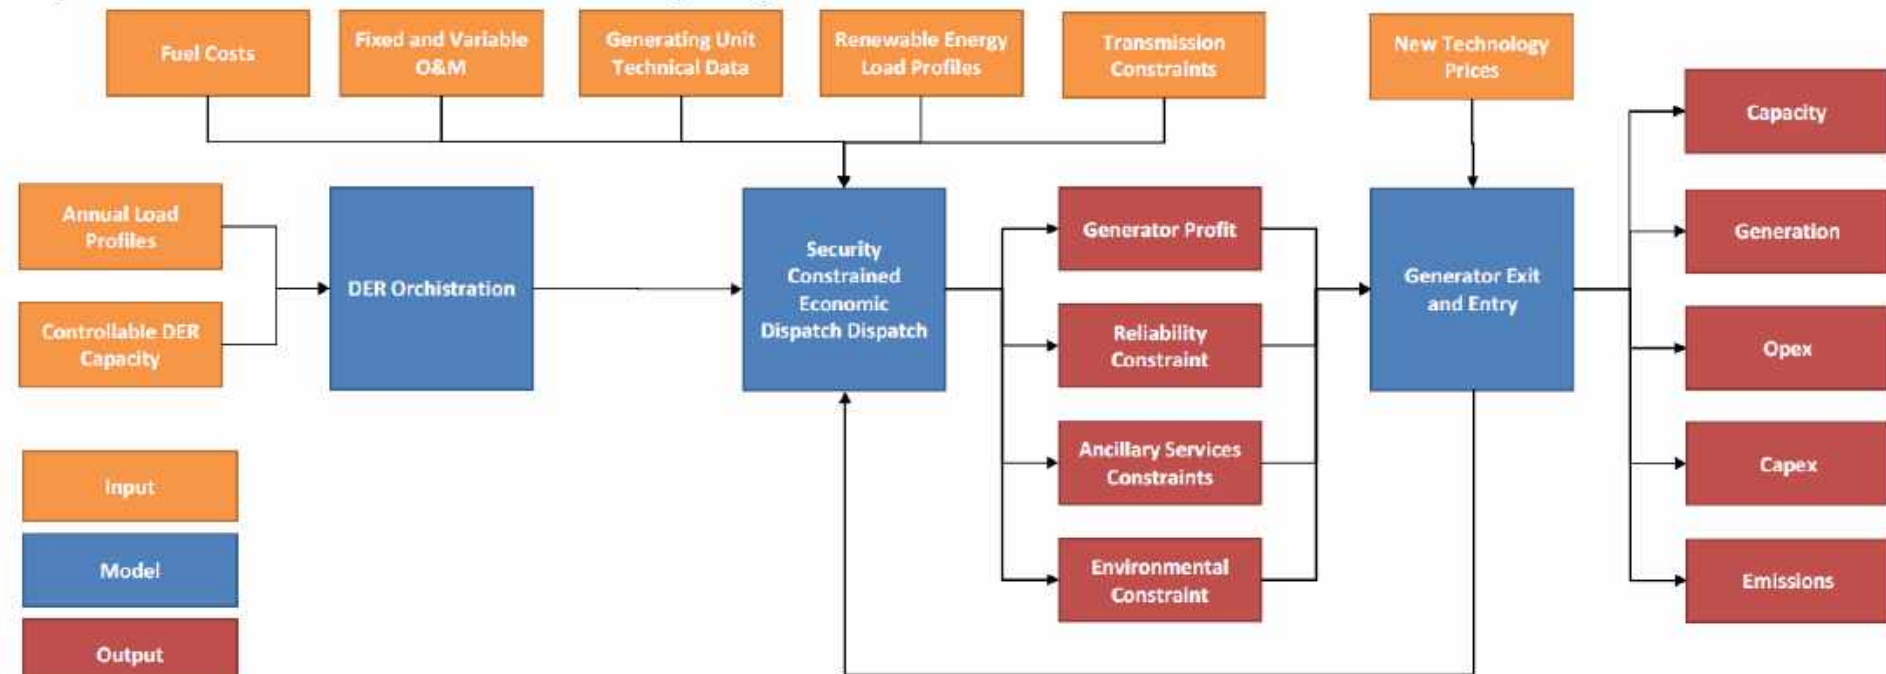 Fuel Costs
Fixed and Variable
O&M
Generating Unit
Technical Data
Renewable Energy
Load Profiles
Transmission
Constraints
New Technology
Prices
Annual Load
Profiles
Controllable DER
Capacity
DER Orchistration
Security
Constrained
Economic
Dispatch Dispatch
Generator Profit
Reliability
Constraint
Ancillary Services
Constraints
Environmental
Constraint
Generator Exit
and Entry
Capacity
Generation
Opex
Capex
Emissions
Input
Model
Output